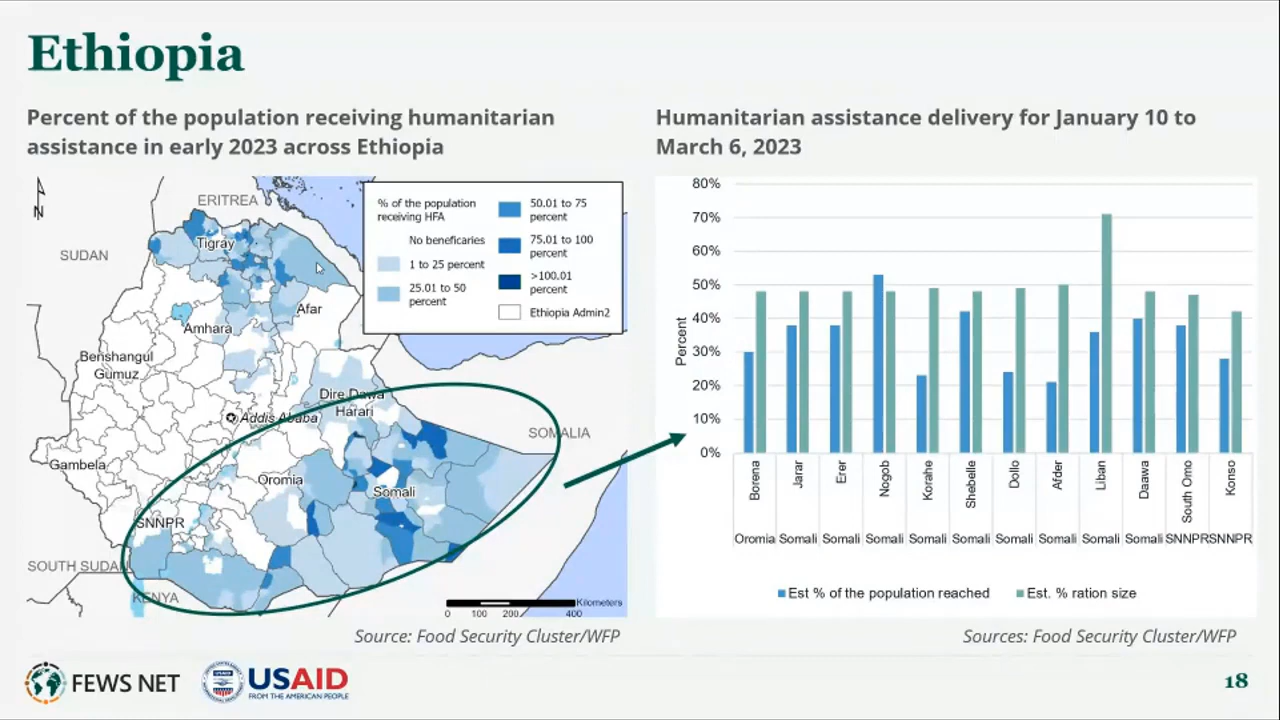 Ethiopia
Percent of the population receiving humanitarian
assistance in early 2023 across Ethiopia
Humanitarian assistance delivery for January 10 to
March 6, 2023
N
ERITREA
SUDAN
Tigray
Afar
Amhara
Benshangul
Gumuz
Dire Dawa
Harari
Addis Ababa
SOMALIA
Gambela
Oromia
Somali
SNNPR
SOUTH SUDAN
KENYA
% of the population
receiving HFA
No beneficiaries
1 to 25 percent
25.01 to 50
percent
50.01 to 75
percent
75.01 to 100
percent
>100.01
percent
Ethiopia Admin2
Kilometers
0 100 200 400
Source: Food Security Cluster/WFP
80%
70%
60%
50%
40%
30%
20%
10%
0%
Percent
Borena Jarar Erer Nogob Korahe Shebelle Dollo Afder Liban Daawa South Omo Konso
Oromia Somali Somali Somali Somali Somali Somali Somali Somali Somali SNNPR SNNPR
Est % of the population reached Est. % ration size
Sources: Food Security Cluster/WFP
FEWS NET
USAID
USAID
FROM THE AMERICAN PEOPLE
18